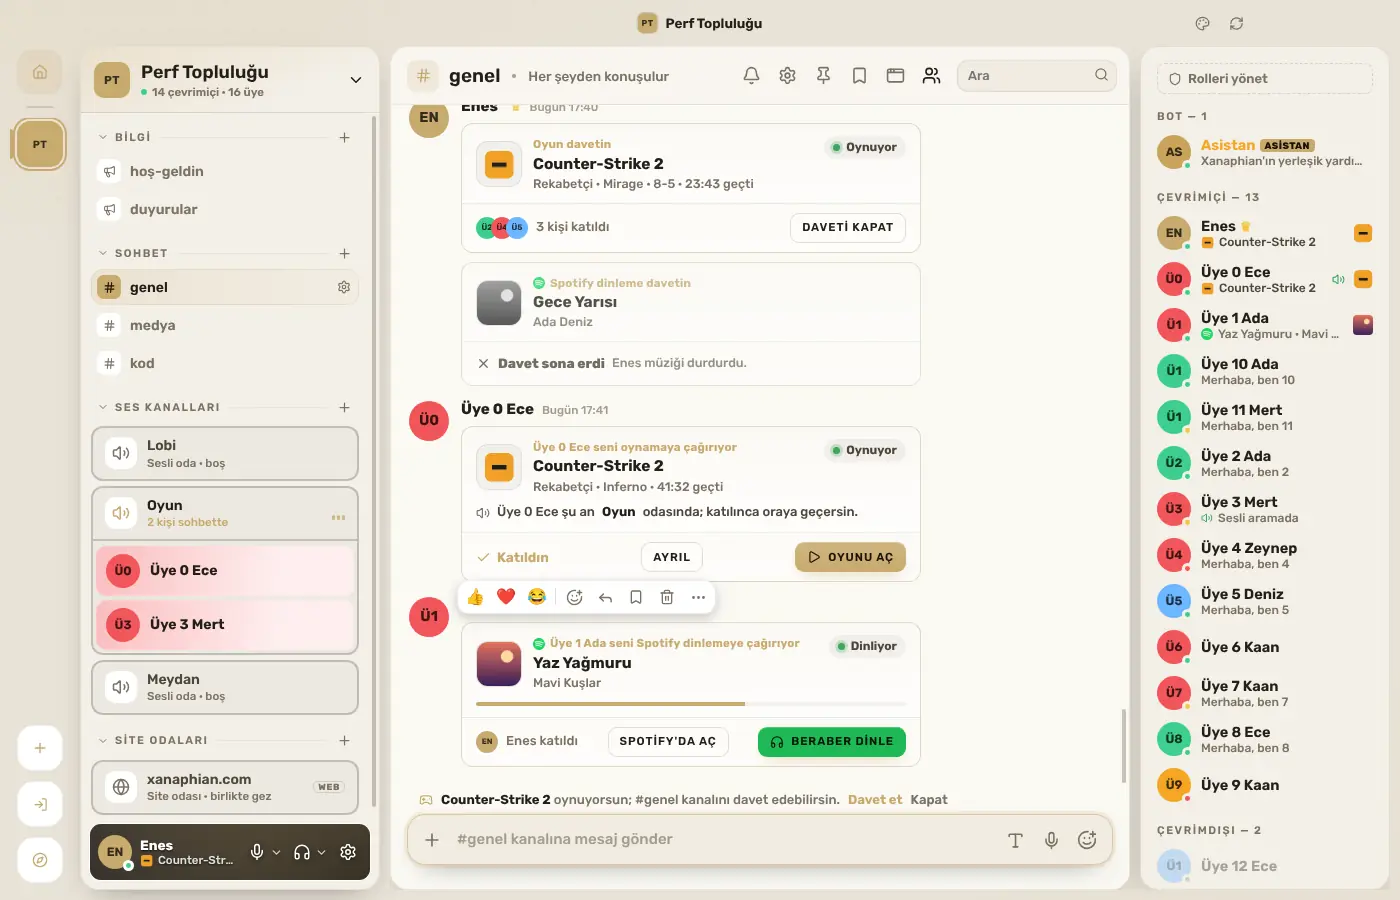 PT Perf Topluluğu
PT
PT
Perf Topluluğu
14 çevrimiçi • 16 üye
BİLGİ
hoş-geldin
duyurular
SOHBET
# genel
# medya
# kod
SES KANALLARI
Lobi
Sesli oda • boş
Oyun
2 kişi sohbette
Ü0 Üye 0 Ece
Ü3 Üye 3 Mert
Meydan
Sesli oda • boş
SİTE ODALARI
xanaphian.com
Site odası • birlikte gez
WEB
EN
Enes
Counter-Str...
# genel • Her şeyden konuşulur
Ara
EN
Enes Bugün 17:40
Oyun davetin
Counter-Strike 2
Rekabetçi • Mirage • 8-5 • 23:43 geçti
Oynuyor
Ü2 Ü4 Ü5 3 kişi katıldı
DAVETİ KAPAT
Spotify dinleme davetin
Gece Yarısı
Ada Deniz
Davet sona erdi Enes müziği durdurdu.
Ü0
Üye 0 Ece Bugün 17:41
Üye 0 Ece seni oynamaya çağırıyor
Counter-Strike 2
Rekabetçi • Inferno • 41:32 geçti
Oynuyor
Üye 0 Ece şu an Oyun odasında; katılınca oraya geçersin.
Katıldın
AYRIL
OYUNU AÇ
Ü1
Üye 1 Ada seni Spotify dinlemeye çağırıyor
Yaz Yağmuru
Mavi Kuşlar
Dinliyor
EN Enes katıldı
SPOTIFY'DA AÇ
BERABER DİNLE
Counter-Strike 2 oynuyorsun; #genel kanalını davet edebilirsin. Davet et Kapat
#genel kanalına mesaj gönder
Rolleri yönet
BOT — 1
AS
Asistan ASİSTAN
Xanaphian'ın yerleşik yardı...
ÇEVRİMİÇİ — 13
EN
Enes
Counter-Strike 2
Ü0
Üye 0 Ece
Counter-Strike 2
Ü1
Üye 1 Ada
Yaz Yağmuru • Mavi ...
Ü1
Üye 10 Ada
Merhaba, ben 10
Ü1
Üye 11 Mert
Merhaba, ben 11
Ü2
Üye 2 Ada
Merhaba, ben 2
Ü3
Üye 3 Mert
Sesli aramada
Ü4
Üye 4 Zeynep
Merhaba, ben 4
Ü5
Üye 5 Deniz
Merhaba, ben 5
Ü6
Üye 6 Kaan
Ü7
Üye 7 Kaan
Merhaba, ben 7
Ü8
Üye 8 Ece
Merhaba, ben 8
Ü9
Üye 9 Kaan
ÇEVRİMDIŞI — 2
Ü1
Üye 12 Ece